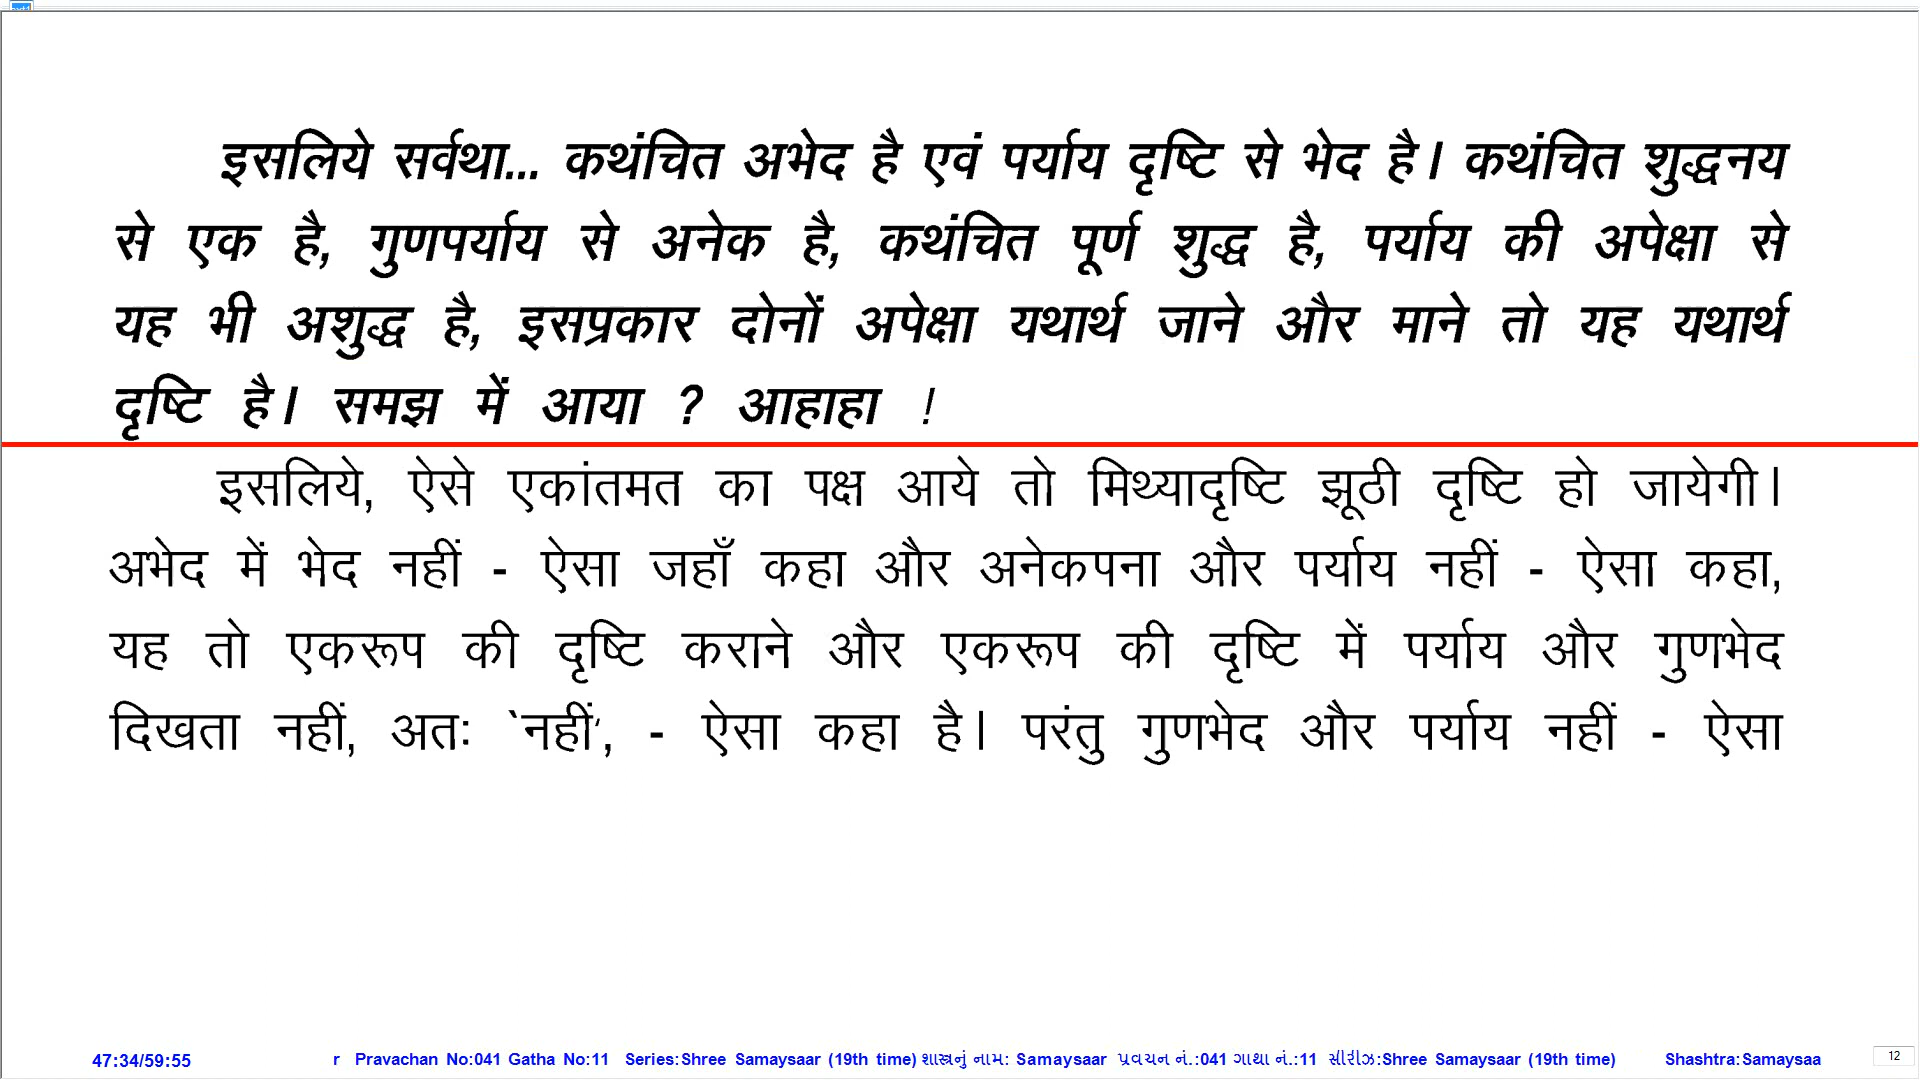 इसलिये सर्वथा... कथंचित अभेद है एवं पर्याय दृष्टि से भेद है। कथंचित शुद्धनय
से एक है, गुणपर्याय से अनेक है, कथंचित पूर्ण शुद्ध है, पर्याय की अपेक्षा से
यह भी अशुद्ध है, इसप्रकार दोनों अपेक्षा यथार्थ जाने और माने तो यह यथार्थ
दृष्टि है। समझ में आया ? आहाहा !
इसलिये, ऐसे एकांतमत का पक्ष आये तो मिथ्यादृष्टि झूठी दृष्टि हो जायेगी।
अभेद में भेद नहीं - ऐसा जहाँ कहा और अनेकपना और पर्याय नहीं - ऐसा कहा,
यह तो एकरूप की दृष्टि कराने और एकरूप की दृष्टि में पर्याय और गुणभेद
दिखता नहीं, अतः `नहीं', - ऐसा कहा है। परंतु गुणभेद और पर्याय नहीं - ऐसा
47:34/59:55 r Pravachan No:041 Gatha No:11 Series:Shree Samaysaar (19th time) શાસ્ત્રનું નામ: Samaysaar પ્રવચન નં.:041 ગાથા નં.:11 સીરીઝ:Shree Samaysaar (19th time) Shashtra:Samaysaa 12